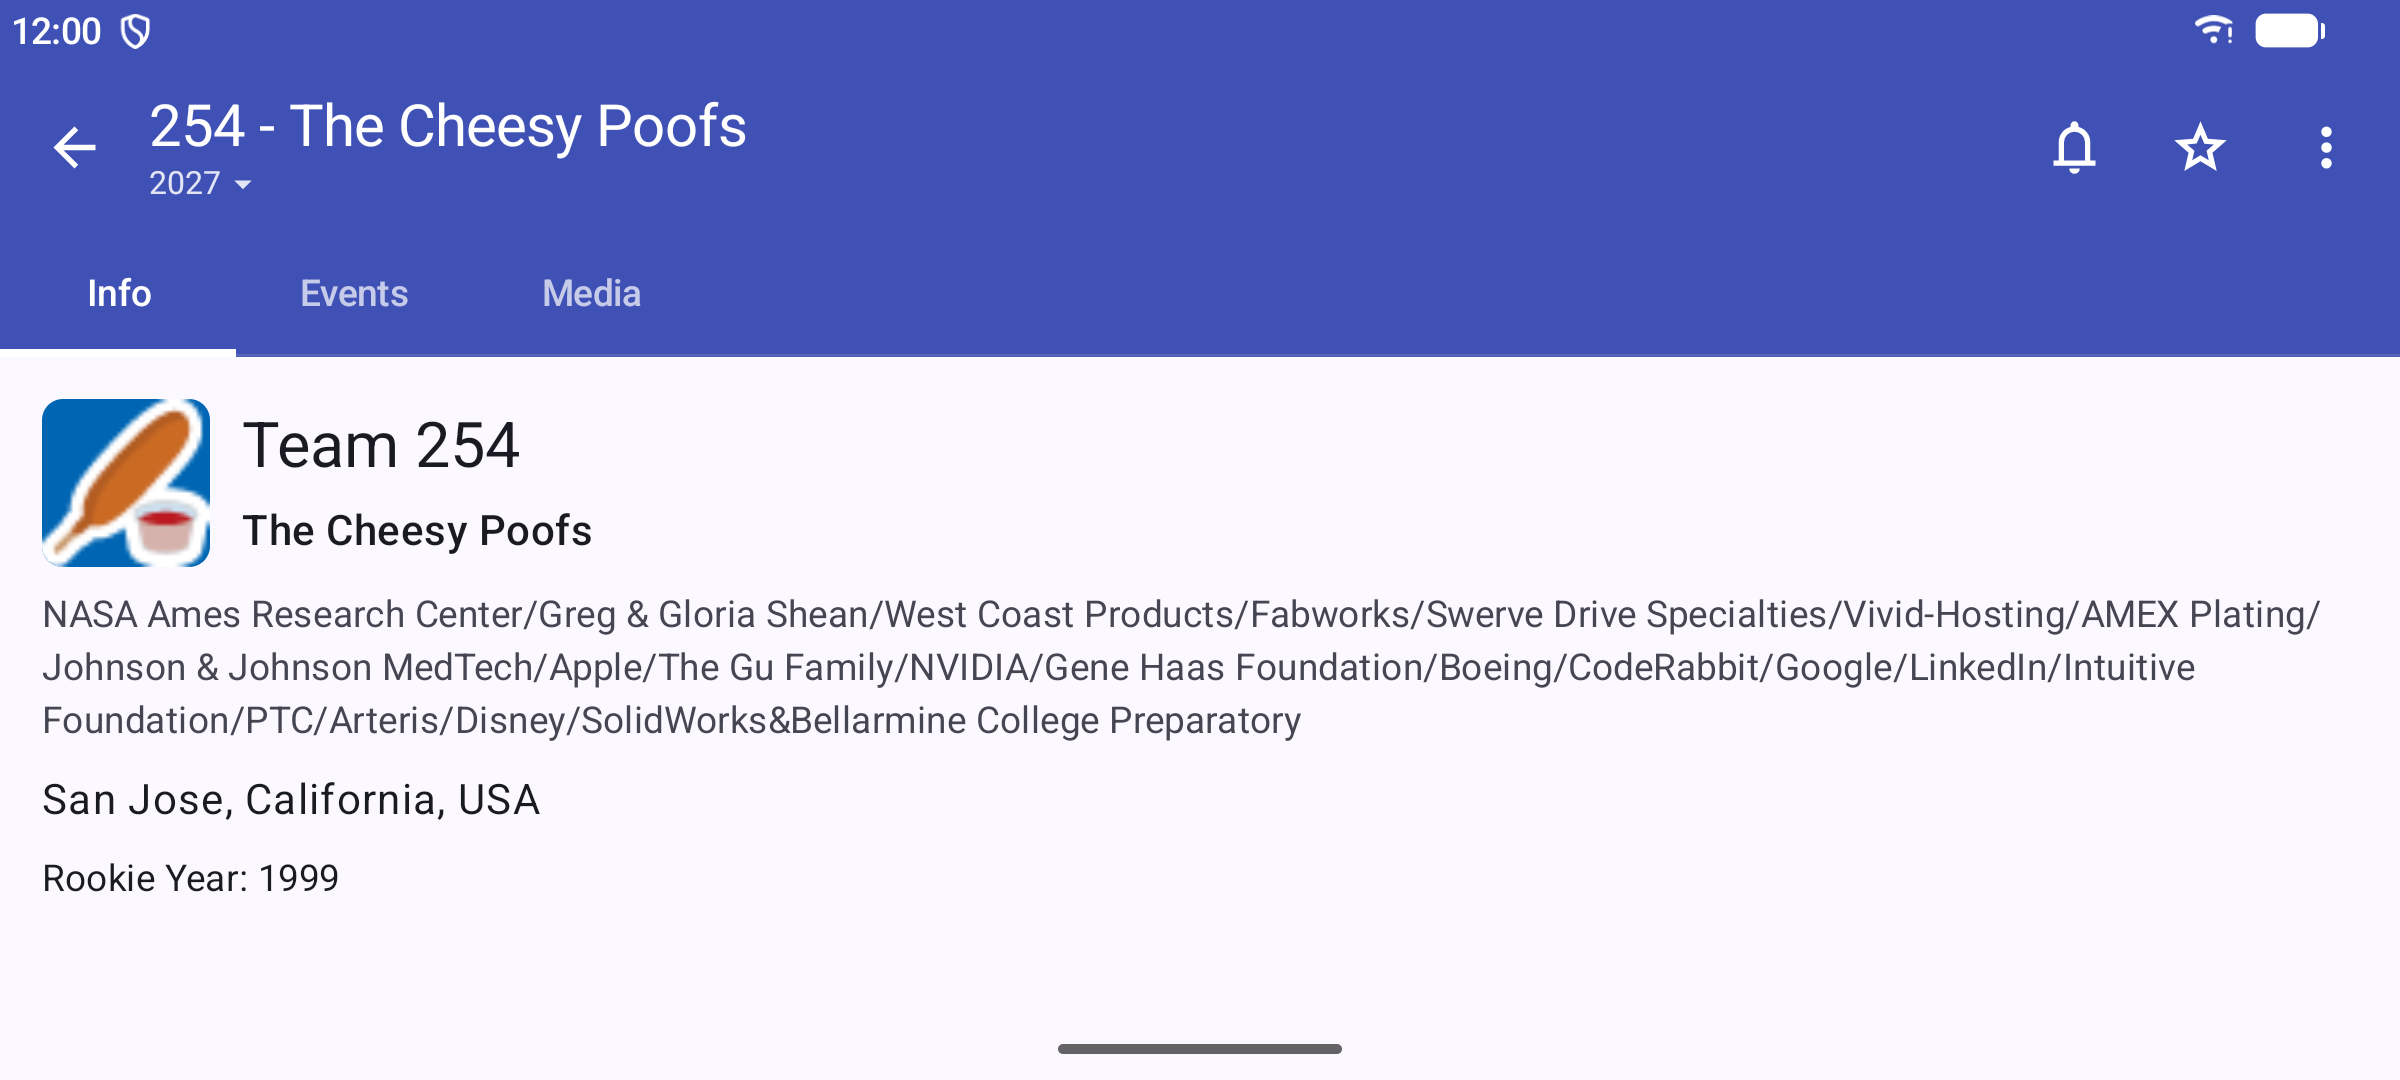 12:00
254 - The Cheesy Poofs
2027
Info
Events
Media
Team 254
The Cheesy Poofs
NASA Ames Research Center/Greg & Gloria Shean/West Coast Products/Fabworks/Swerve Drive Specialties/Vivid-Hosting/AMEX Plating/
Johnson & Johnson MedTech/Apple/The Gu Family/NVIDIA/Gene Haas Foundation/Boeing/CodeRabbit/Google/LinkedIn/Intuitive
Foundation/PTC/Arteris/Disney/SolidWorks&Bellarmine College Preparatory
San Jose, California, USA
Rookie Year: 1999